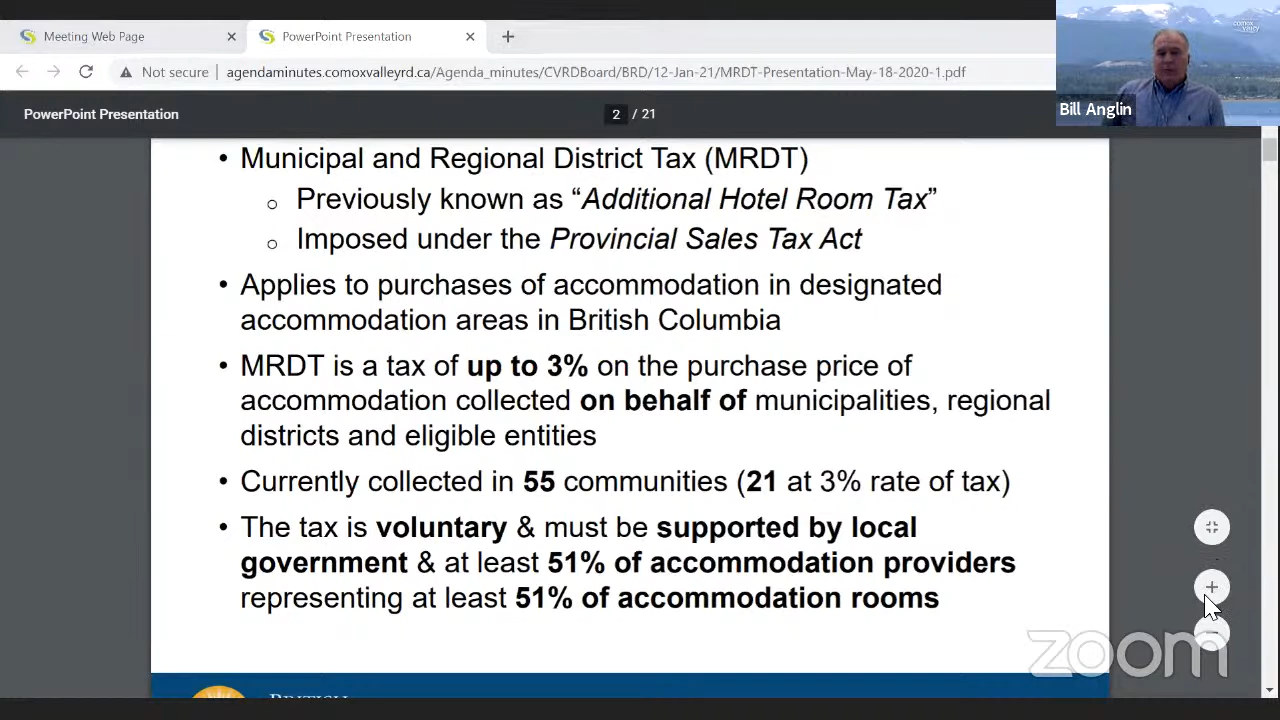 Meeting Web Page
PowerPoint Presentation
Not secure
agendaminutes.comoxvalleyrd.ca/Agenda_minutes/CVRDBoard/BRD/12-Jan-21/MRDT-Presentation-May-18-2020-1.pdf
comox valley
Bill Anglin
PowerPoint Presentation
2 / 21
• Municipal and Regional District Tax (MRDT)
o Previously known as “Additional Hotel Room Tax”
o Imposed under the Provincial Sales Tax Act
• Applies to purchases of accommodation in designated
accommodation areas in British Columbia
• MRDT is a tax of up to 3% on the purchase price of
accommodation collected on behalf of municipalities, regional
districts and eligible entities
• Currently collected in 55 communities (21 at 3% rate of tax)
• The tax is voluntary & must be supported by local
government & at least 51% of accommodation providers
representing at least 51% of accommodation rooms
zoom
BRITISH